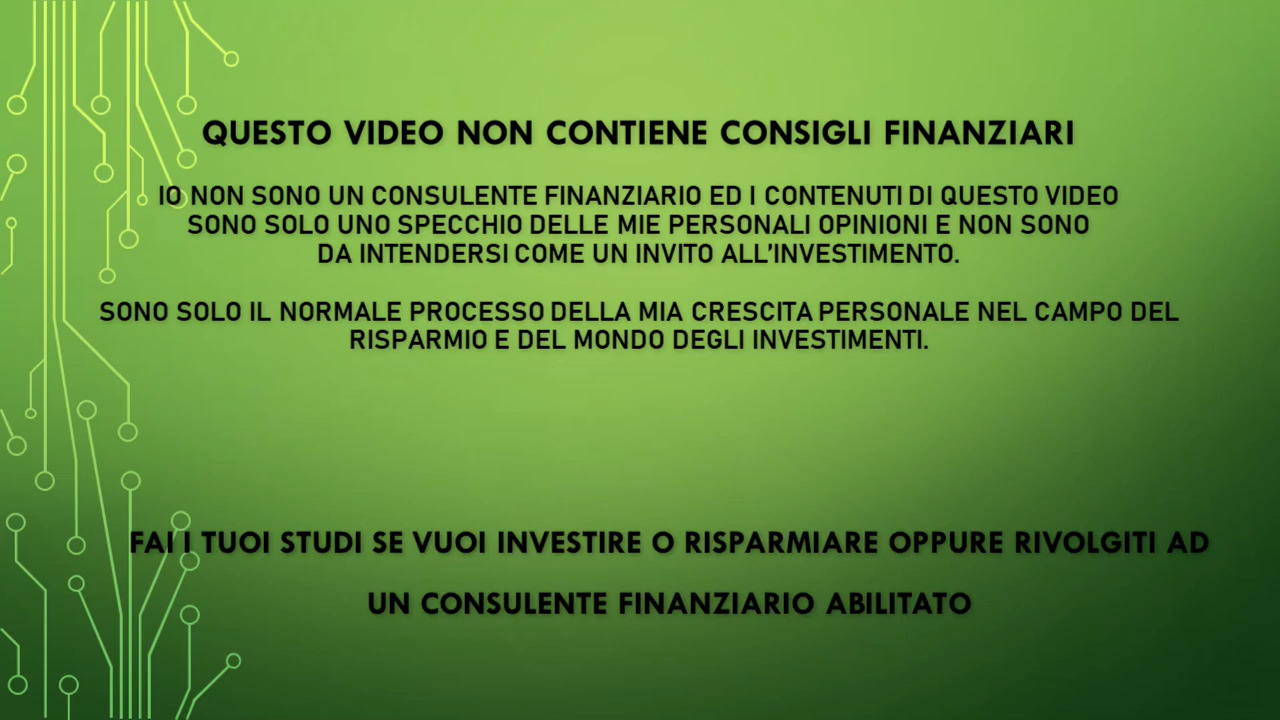 QUESTO VIDEO NON CONTIENE CONSIGLI FINANZIARI
IO NON SONO UN CONSULENTE FINANZIARIO ED I CONTENUTI DI QUESTO VIDEO
SONO SOLO UNO SPECCHIO DELLE MIE PERSONALI OPINIONI E NON SONO
DA INTENDERSI COME UN INVITO ALL'INVESTIMENTO.
SONO SOLO IL NORMALE PROCESSO DELLA MIA CRESCITA PERSONALE NEL CAMPO DEL
RISPARMIO E DEL MONDO DEGLI INVESTIMENTI.
FAI I TUOI STUDI SE VUOI INVESTIRE O RISPARMIARE OPPURE RIVOLGITI AD
UN CONSULENTE FINANZIARIO ABILITATO